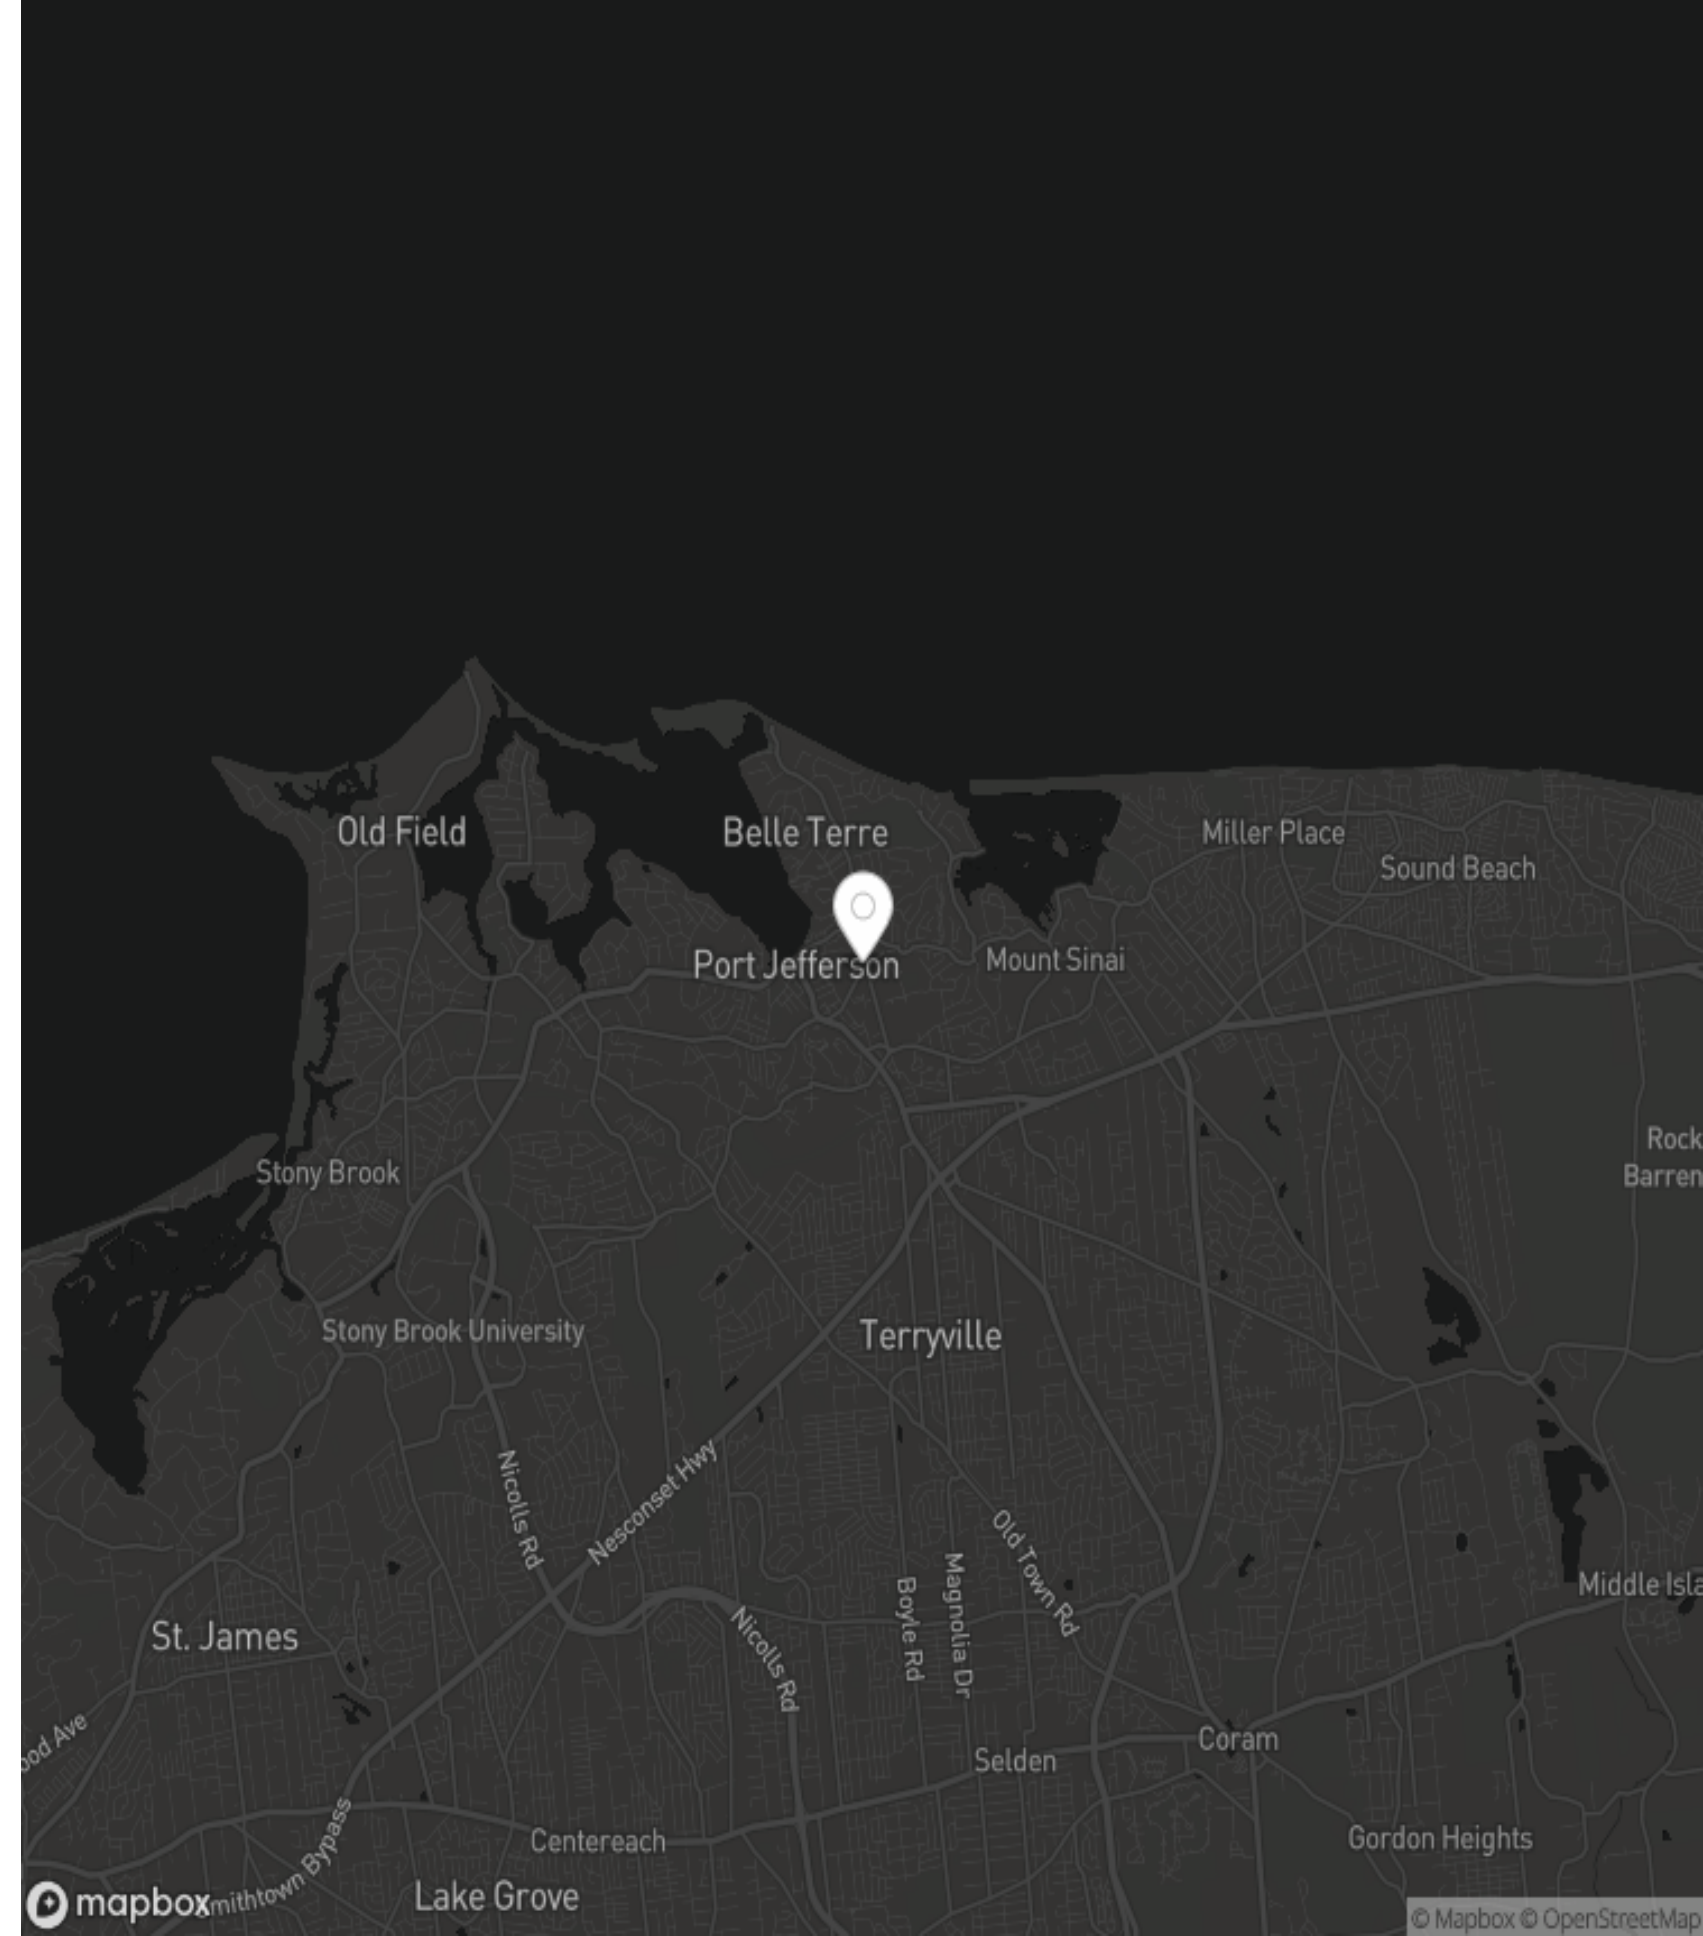 Old Field
Belle Terre
Miller Place
Sound Beach
Port Jefferson
Mount Sinai
Rock
Barren
Stony Brook
Stony Brook University
Terryville
Nicolls Rd
Nesconset Hwy
Old Town Rd
Magnolia Dr
Boyle Rd
Middle Isla
St. James
Nicolls Rd
ood Ave
Coram
Selden
Smithtown Bypass
Centereach
Gordon Heights
Lake Grove
mapbox
© Mapbox © OpenStreetMap